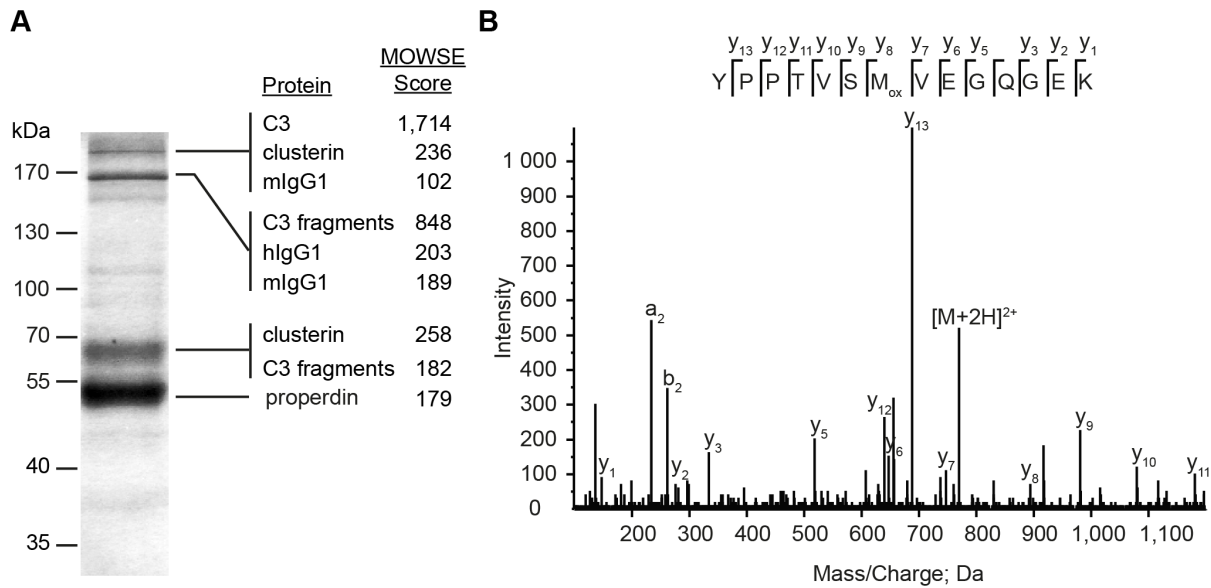 A
MOWSE
Protein Score
kDa
C3 1,714
clusterin 236
mIgG1 102
C3 fragments 848
hIgG1 203
mIgG1 189
clusterin 258
C3 fragments 182
properdin 179
170
130
100
70
55
40
35
B
y13 y12 y11 y10 y9 y8 y7 y6 y5 y3 y2 y1
Y P P T V S Mox V E G Q G E K
y13
1 000
900
800
700
600
500
400
300
200
100
0
Intensity
a2
[M+2H]2+
b2
y12
y9
y5
y3
y6
y7
y10
y11
y1
y2
y8
200 300 400 500 600 700 800 900 1,000 1,100
Mass/Charge; Da